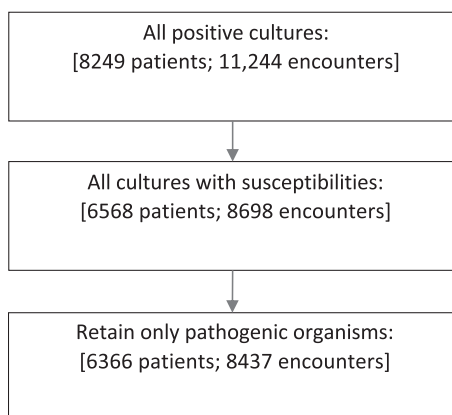 All positive cultures:
[8249 patients; 11,244 encounters]
All cultures with susceptibilities:
[6568 patients; 8698 encounters]
Retain only pathogenic organisms:
[6366 patients; 8437 encounters]